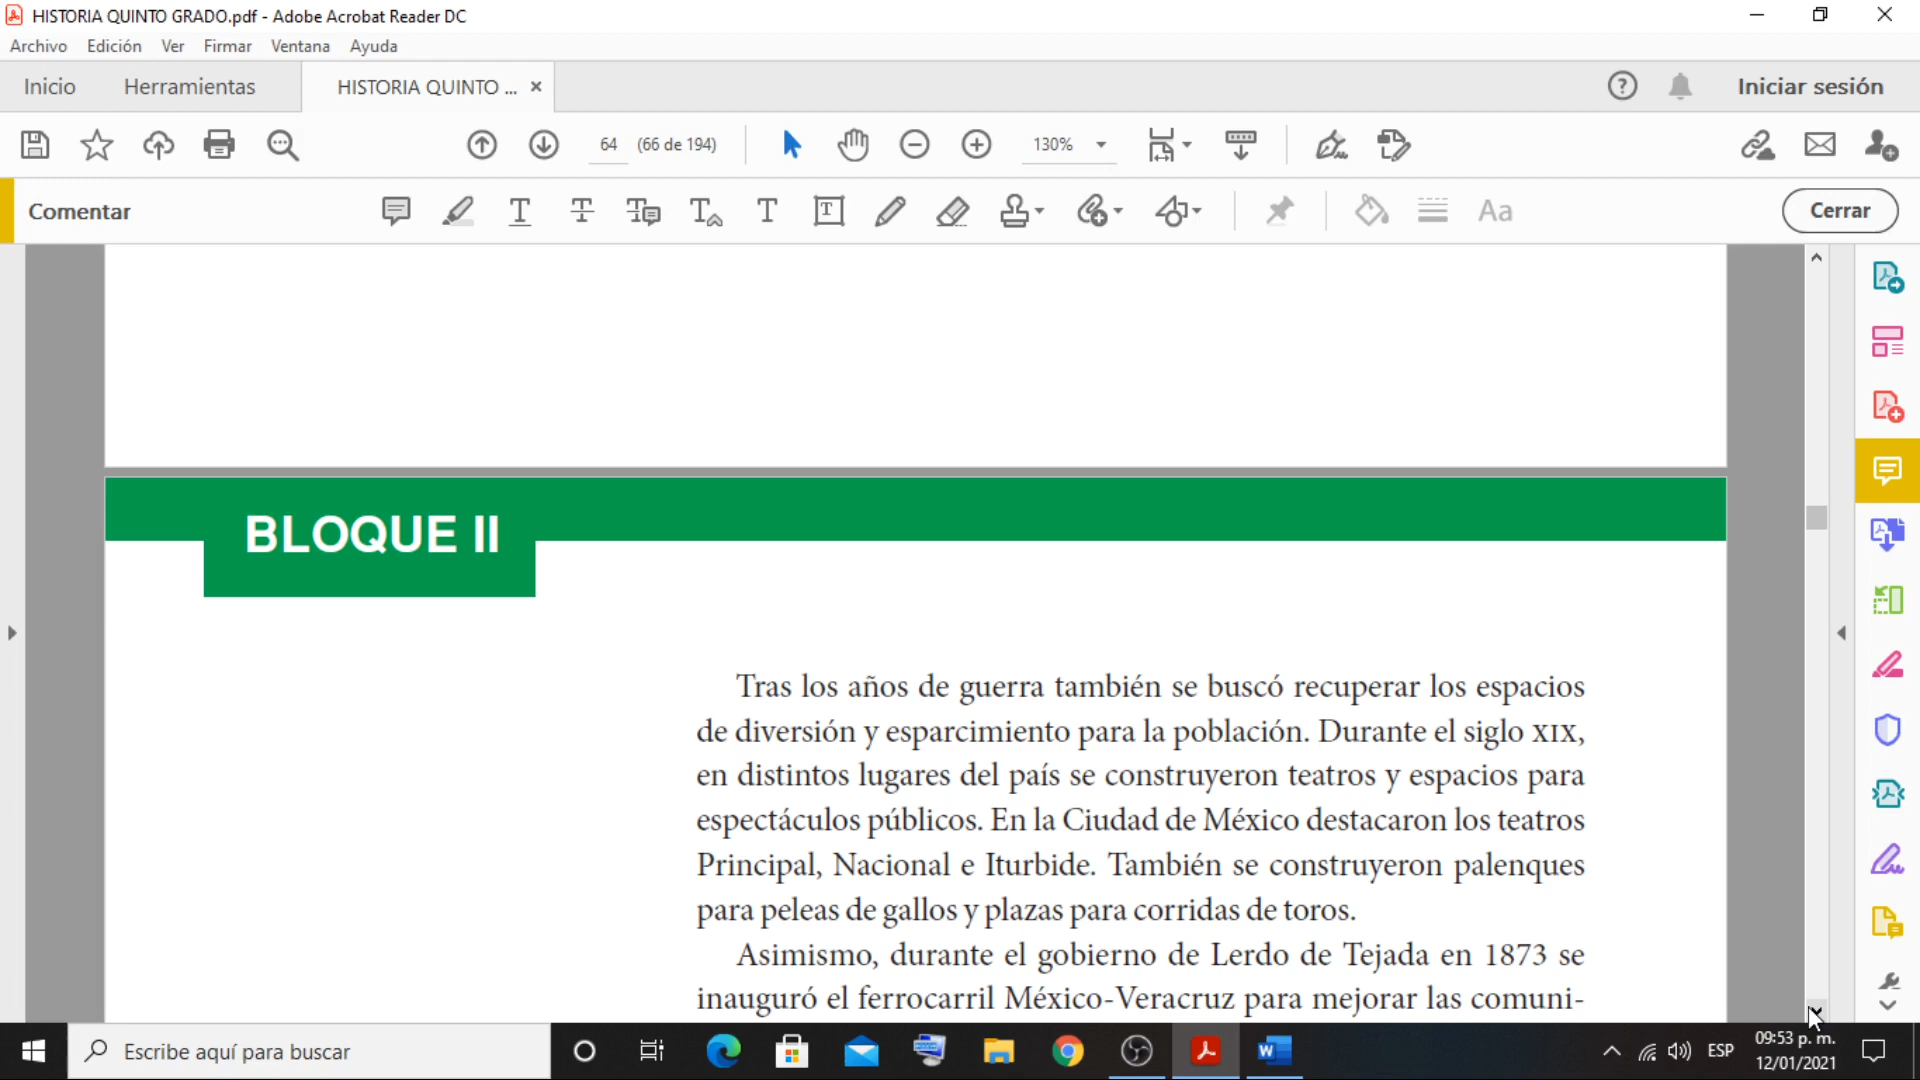 HISTORIA QUINTO GRADO.pdf - Adobe Acrobat Reader DC
Archivo Edición Ver Firmar Ventana Ayuda
Inicio Herramientas HISTORIA QUINTO ... × Iniciar sesión
64 (66 de 194) 130%
Comentar Aa Cerrar
BLOQUE II
Tras los años de guerra también se buscó recuperar los espacios
de diversión y esparcimiento para la población. Durante el siglo XIX,
en distintos lugares del país se construyeron teatros y espacios para
espectáculos públicos. En la Ciudad de México destacaron los teatros
Principal, Nacional e Iturbide. También se construyeron palenques
para peleas de gallos y plazas para corridas de toros.
Asimismo, durante el gobierno de Lerdo de Tejada en 1873 se
inauguró el ferrocarril México-Veracruz para mejorar las comuni-
Escribe aquí para buscar
ESP
09:53 p. m.
12/01/2021